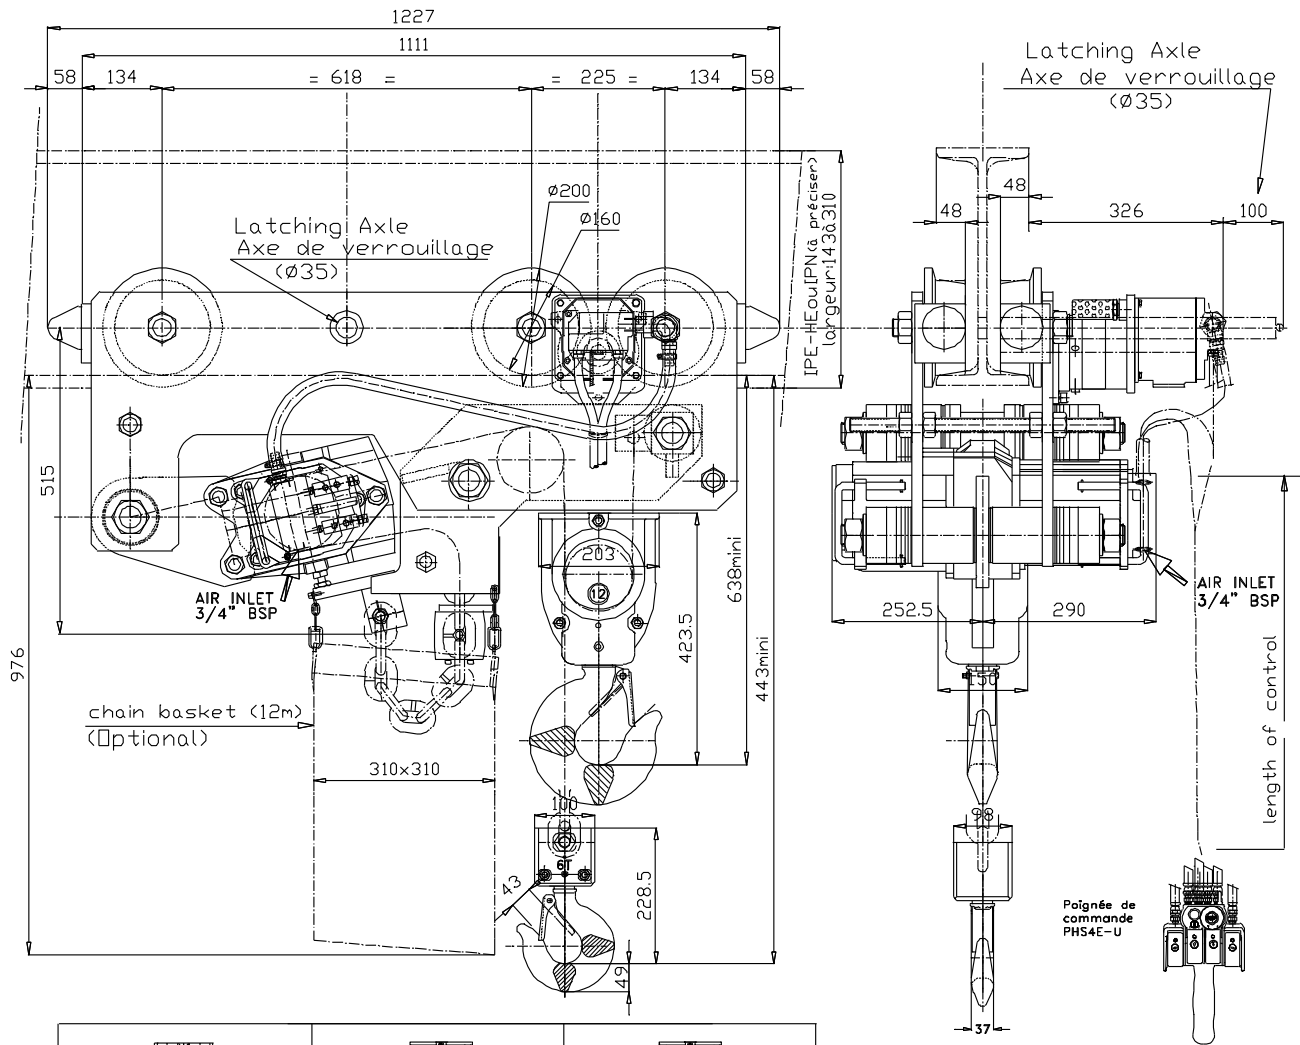 1227
1111
58 134 = 618 = = 225 = 134 58
Latching Axle
Axe de verrouillage
(Ø35)
Ø200
Ø160
Latching Axle
Axe de verrouillage
(Ø35)
IPE-HEouIPN(à préciser)
largeur:143à310
48
48
326
100
515
976
203
12
638mini
423.5
443mini
AIR INLET
3/4" BSP
chain basket (12m)
(Optional)
310x310
100
6T
43
228.5
49
252.5
290
AIR INLET
3/4" BSP
150
98
37
length of control
Poignée de
commande
PHS4E-U